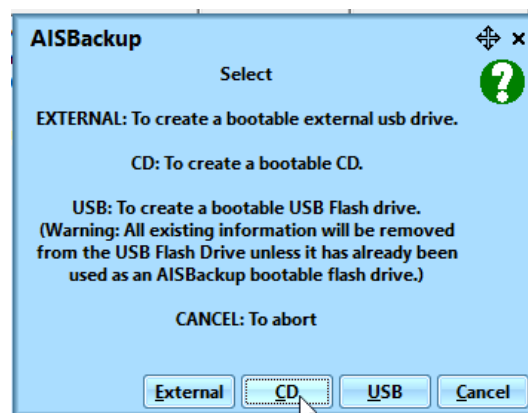 AISBackup
Select
EXTERNAL: To create a bootable external usb drive.
CD: To create a bootable CD.
USB: To create a bootable USB Flash drive.
(Warning: All existing information will be removed
from the USB Flash Drive unless it has already been
used as an AISBackup bootable flash drive.)
CANCEL: To abort
External CD USB Cancel